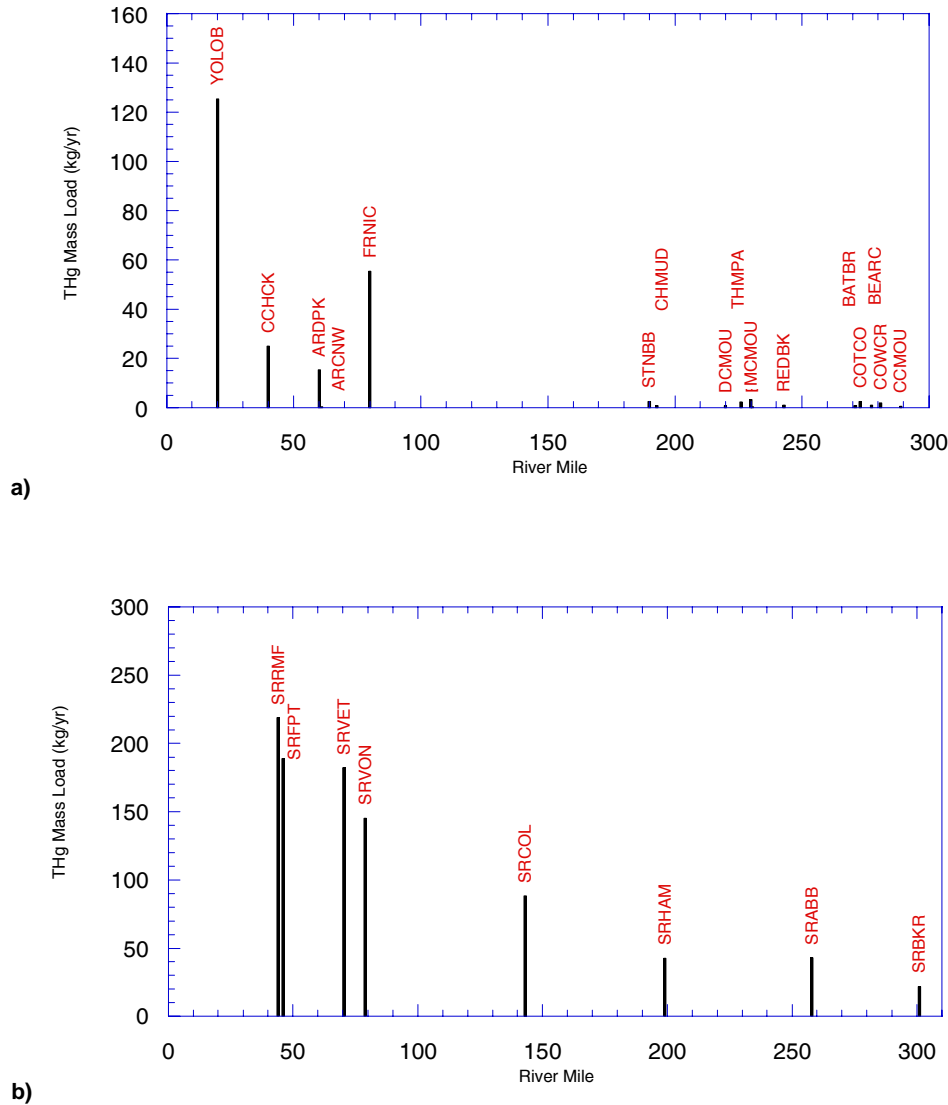 160
140
120
100
80
60
40
20
0
THg Mass Load (kg/yr)
YOLOB
CCHCK
ARDPK
ARCNW
FRNIC
STNBB
CHMUD
DCMOU
THMPA
MCMOU
REDBK
BATBR
COTCO
BEARC
COWCR
CCMOU
0 50 100 150 200 250 300
River Mile
a)
300
250
200
150
100
50
0
THg Mass Load (kg/yr)
SRRMF
SRFPT
SRVET
SRVON
SRCOL
SRHAM
SRABB
SRBKR
0 50 100 150 200 250 300
River Mile
b)